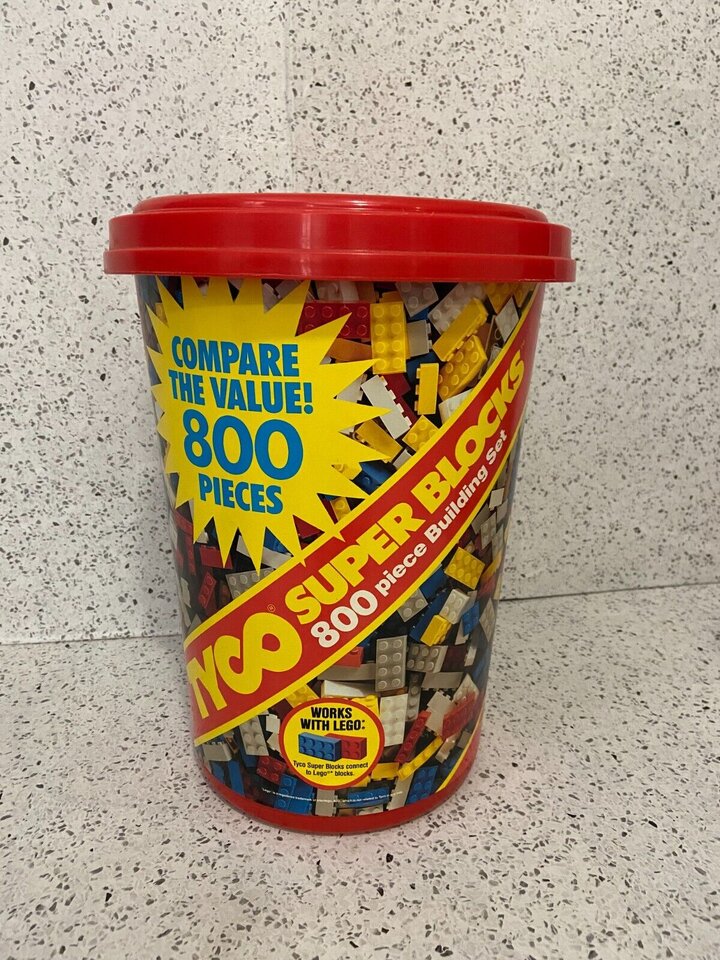 COMPARE
THE VALUE!
800
PIECES
TYCO® SUPER BLOCKS™
800 piece Building Set
WORKS
WITH LEGO:**
Tyco Super Blocks connect
to Lego®* blocks.